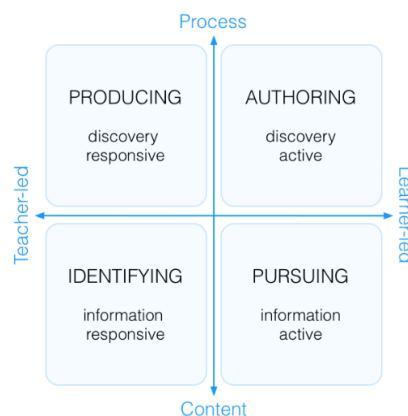 Process
PRODUCING
discovery
responsive
AUTHORING
discovery
active
Teacher-led
Learner-led
IDENTIFYING
information
responsive
PURSUING
information
active
Content